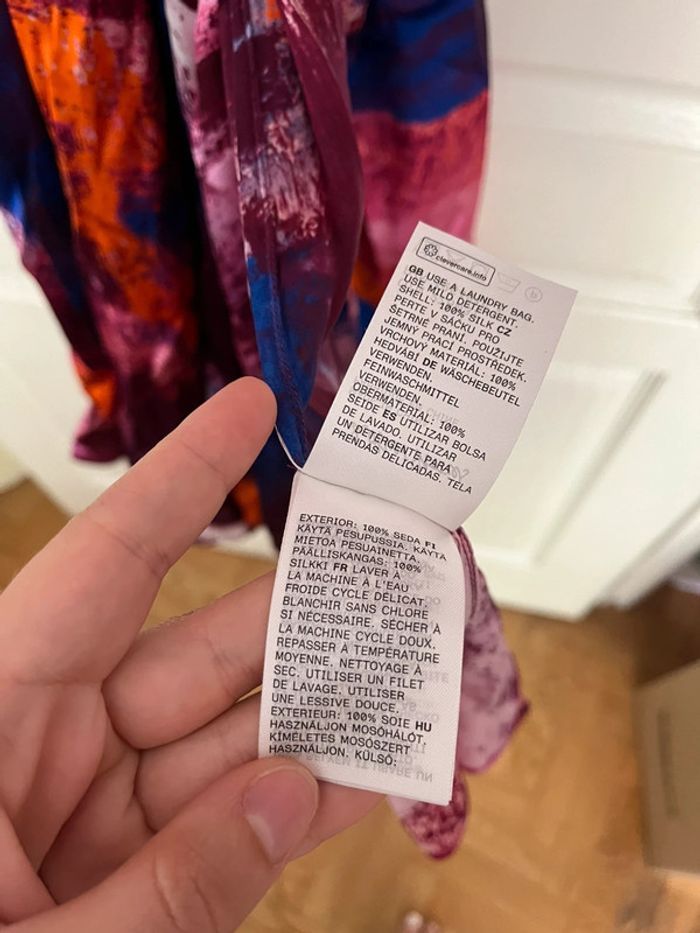 clevercare.info
GB USE A LAUNDRY BAG.
USE MILD DETERGENT.
SHELL: 100% SILK CZ
PERTE V SÁČKU PRO
ŠETRNÉ PRANÍ. POUŽIJTE
JEMNÝ PRACÍ PROSTŘEDEK.
VRCHOVÝ MATERIÁL: 100%
HEDVÁBÍ DE WÄSCHEBEUTEL
VERWENDEN
FEINWASCHMITTEL
VERWENDEN.
OBERMATERIAL: 100%
SEIDE ES UTILIZAR BOLSA
DE LAVADO. UTILIZAR
UN DETERGENTE PARA
PRENDAS DELICADAS. TELA
EXTERIOR: 100% SEDA FI
KÄYTÄ PESUPUSSIA. KÄYTÄ
MIETOA PESUAINETTA.
PÄÄLLISKANGAS: 100%
SILKKI FR LAVER À
LA MACHINE À L'EAU
FROIDE CYCLE DÉLICAT.
BLANCHIR SANS CHLORE
SI NÉCESSAIRE. SÉCHER À
LA MACHINE CYCLE DOUX.
REPASSER À TEMPÉRATURE
MOYENNE. NETTOYAGE À
SEC. UTILISER UN FILET
DE LAVAGE. UTILISER
UNE LESSIVE DOUCE.
EXTÉRIEUR: 100% SOIE HU
HASZNÁLJON MOSÓHÁLÓT.
KÍMÉLETES MOSÓSZERT
HASZNÁLJON. KÜLSŐ: